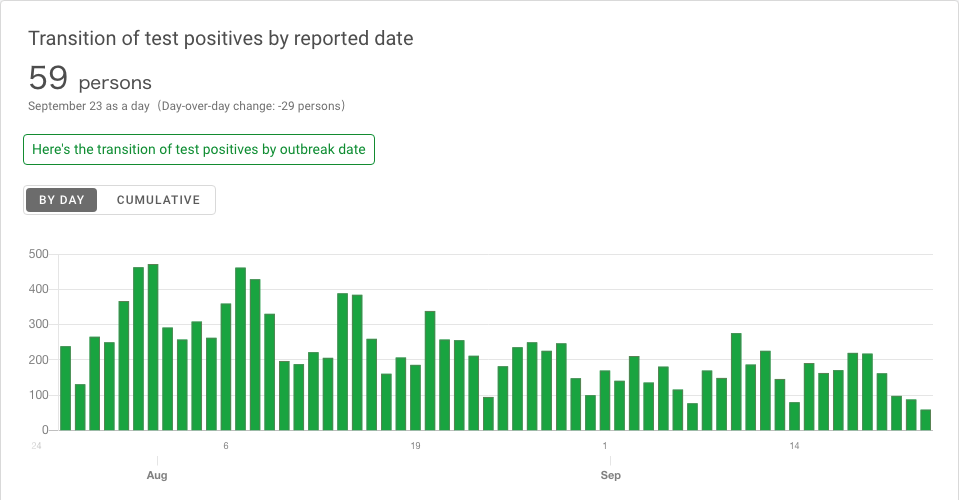 Transition of test positives by reported date
59 persons
September 23 as a day（Day-over-day change: -29 persons）
Here's the transition of test positives by outbreak date
BY DAY CUMULATIVE
500
400
300
200
100
0
24 6 19 1 14
Aug Sep